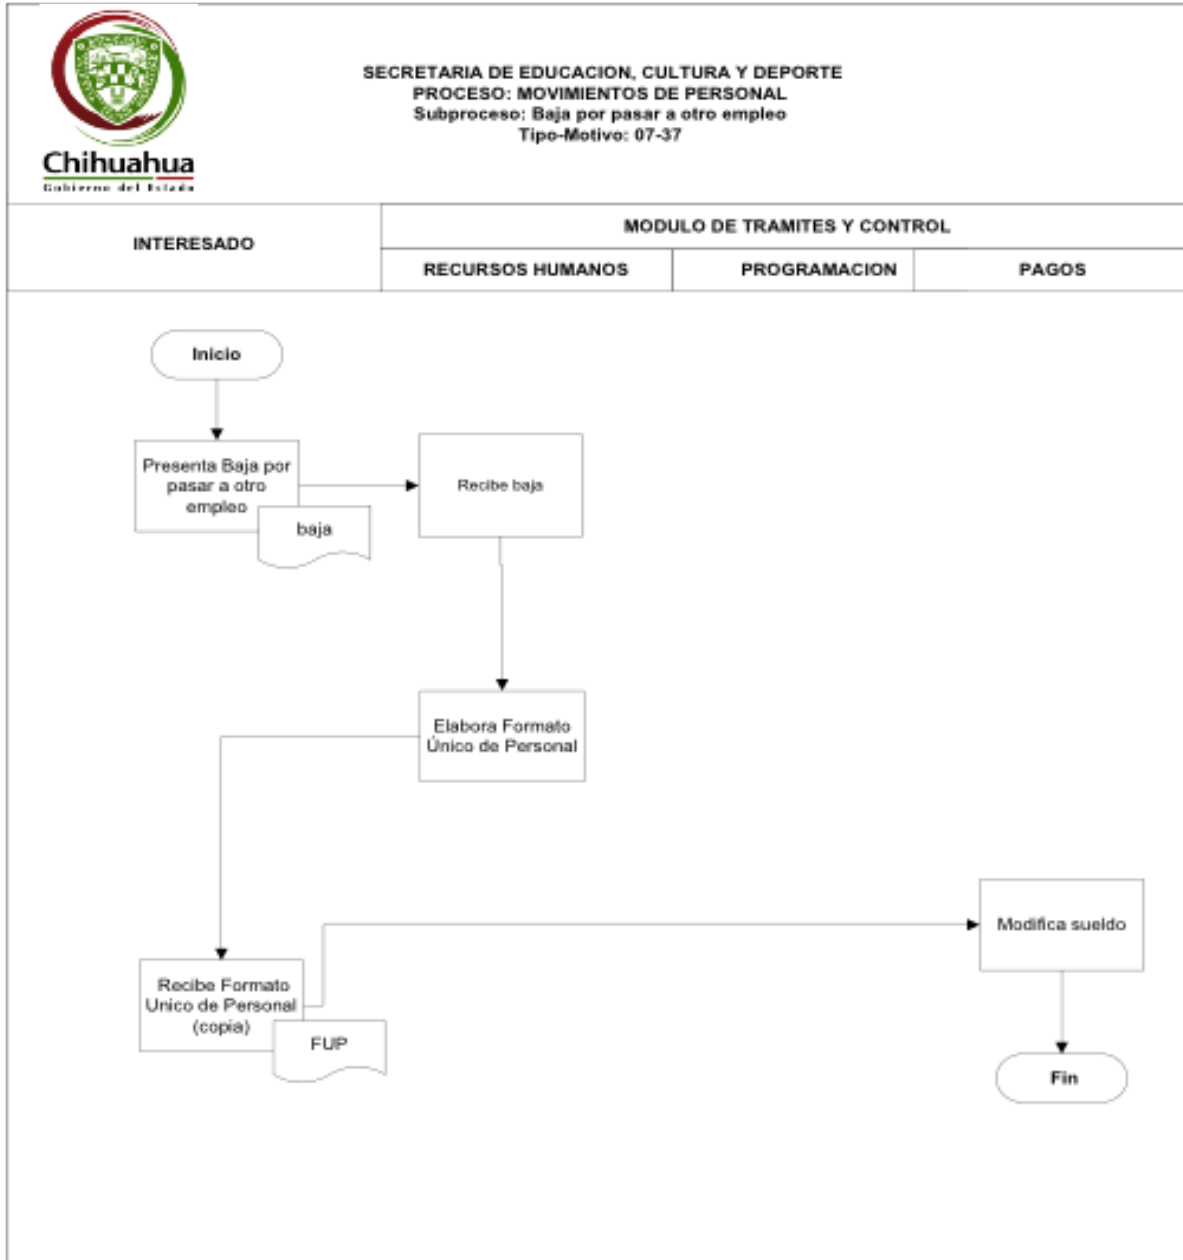 Chihuahua
Gobierno del Estado
SECRETARIA DE EDUCACION, CULTURA Y DEPORTE
PROCESO: MOVIMIENTOS DE PERSONAL
Subproceso: Baja por pasar a otro empleo
Tipo-Motivo: 07-37
INTERESADO
MODULO DE TRAMITES Y CONTROL
RECURSOS HUMANOS
PROGRAMACION
PAGOS
Inicio
Presenta Baja por
pasar a otro
empleo
baja
Recibe baja
Elabora Formato
Único de Personal
Recibe Formato
Unico de Personal
(copia)
FUP
Modifica sueldo
Fin